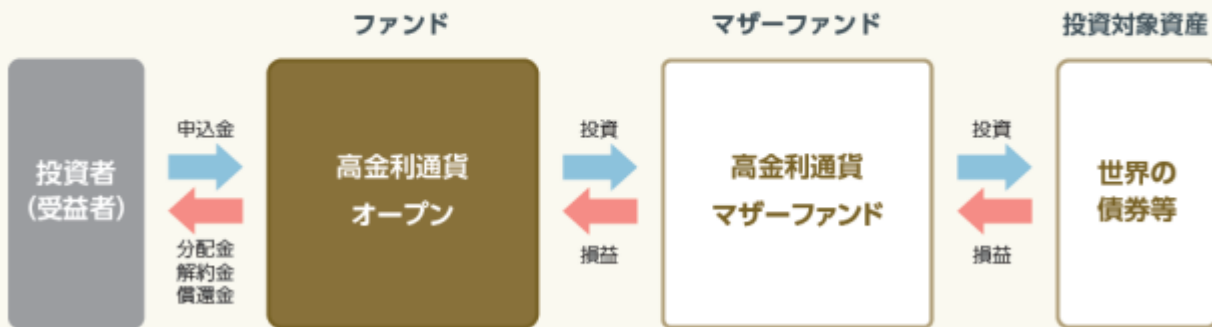 ファンド
マザーファンド
投資対象資産
投資者
(受益者)
申込金
分配金
解約金
償還金
高金利通貨
オープン
投資
損益
高金利通貨
マザーファンド
投資
損益
世界の
債券等